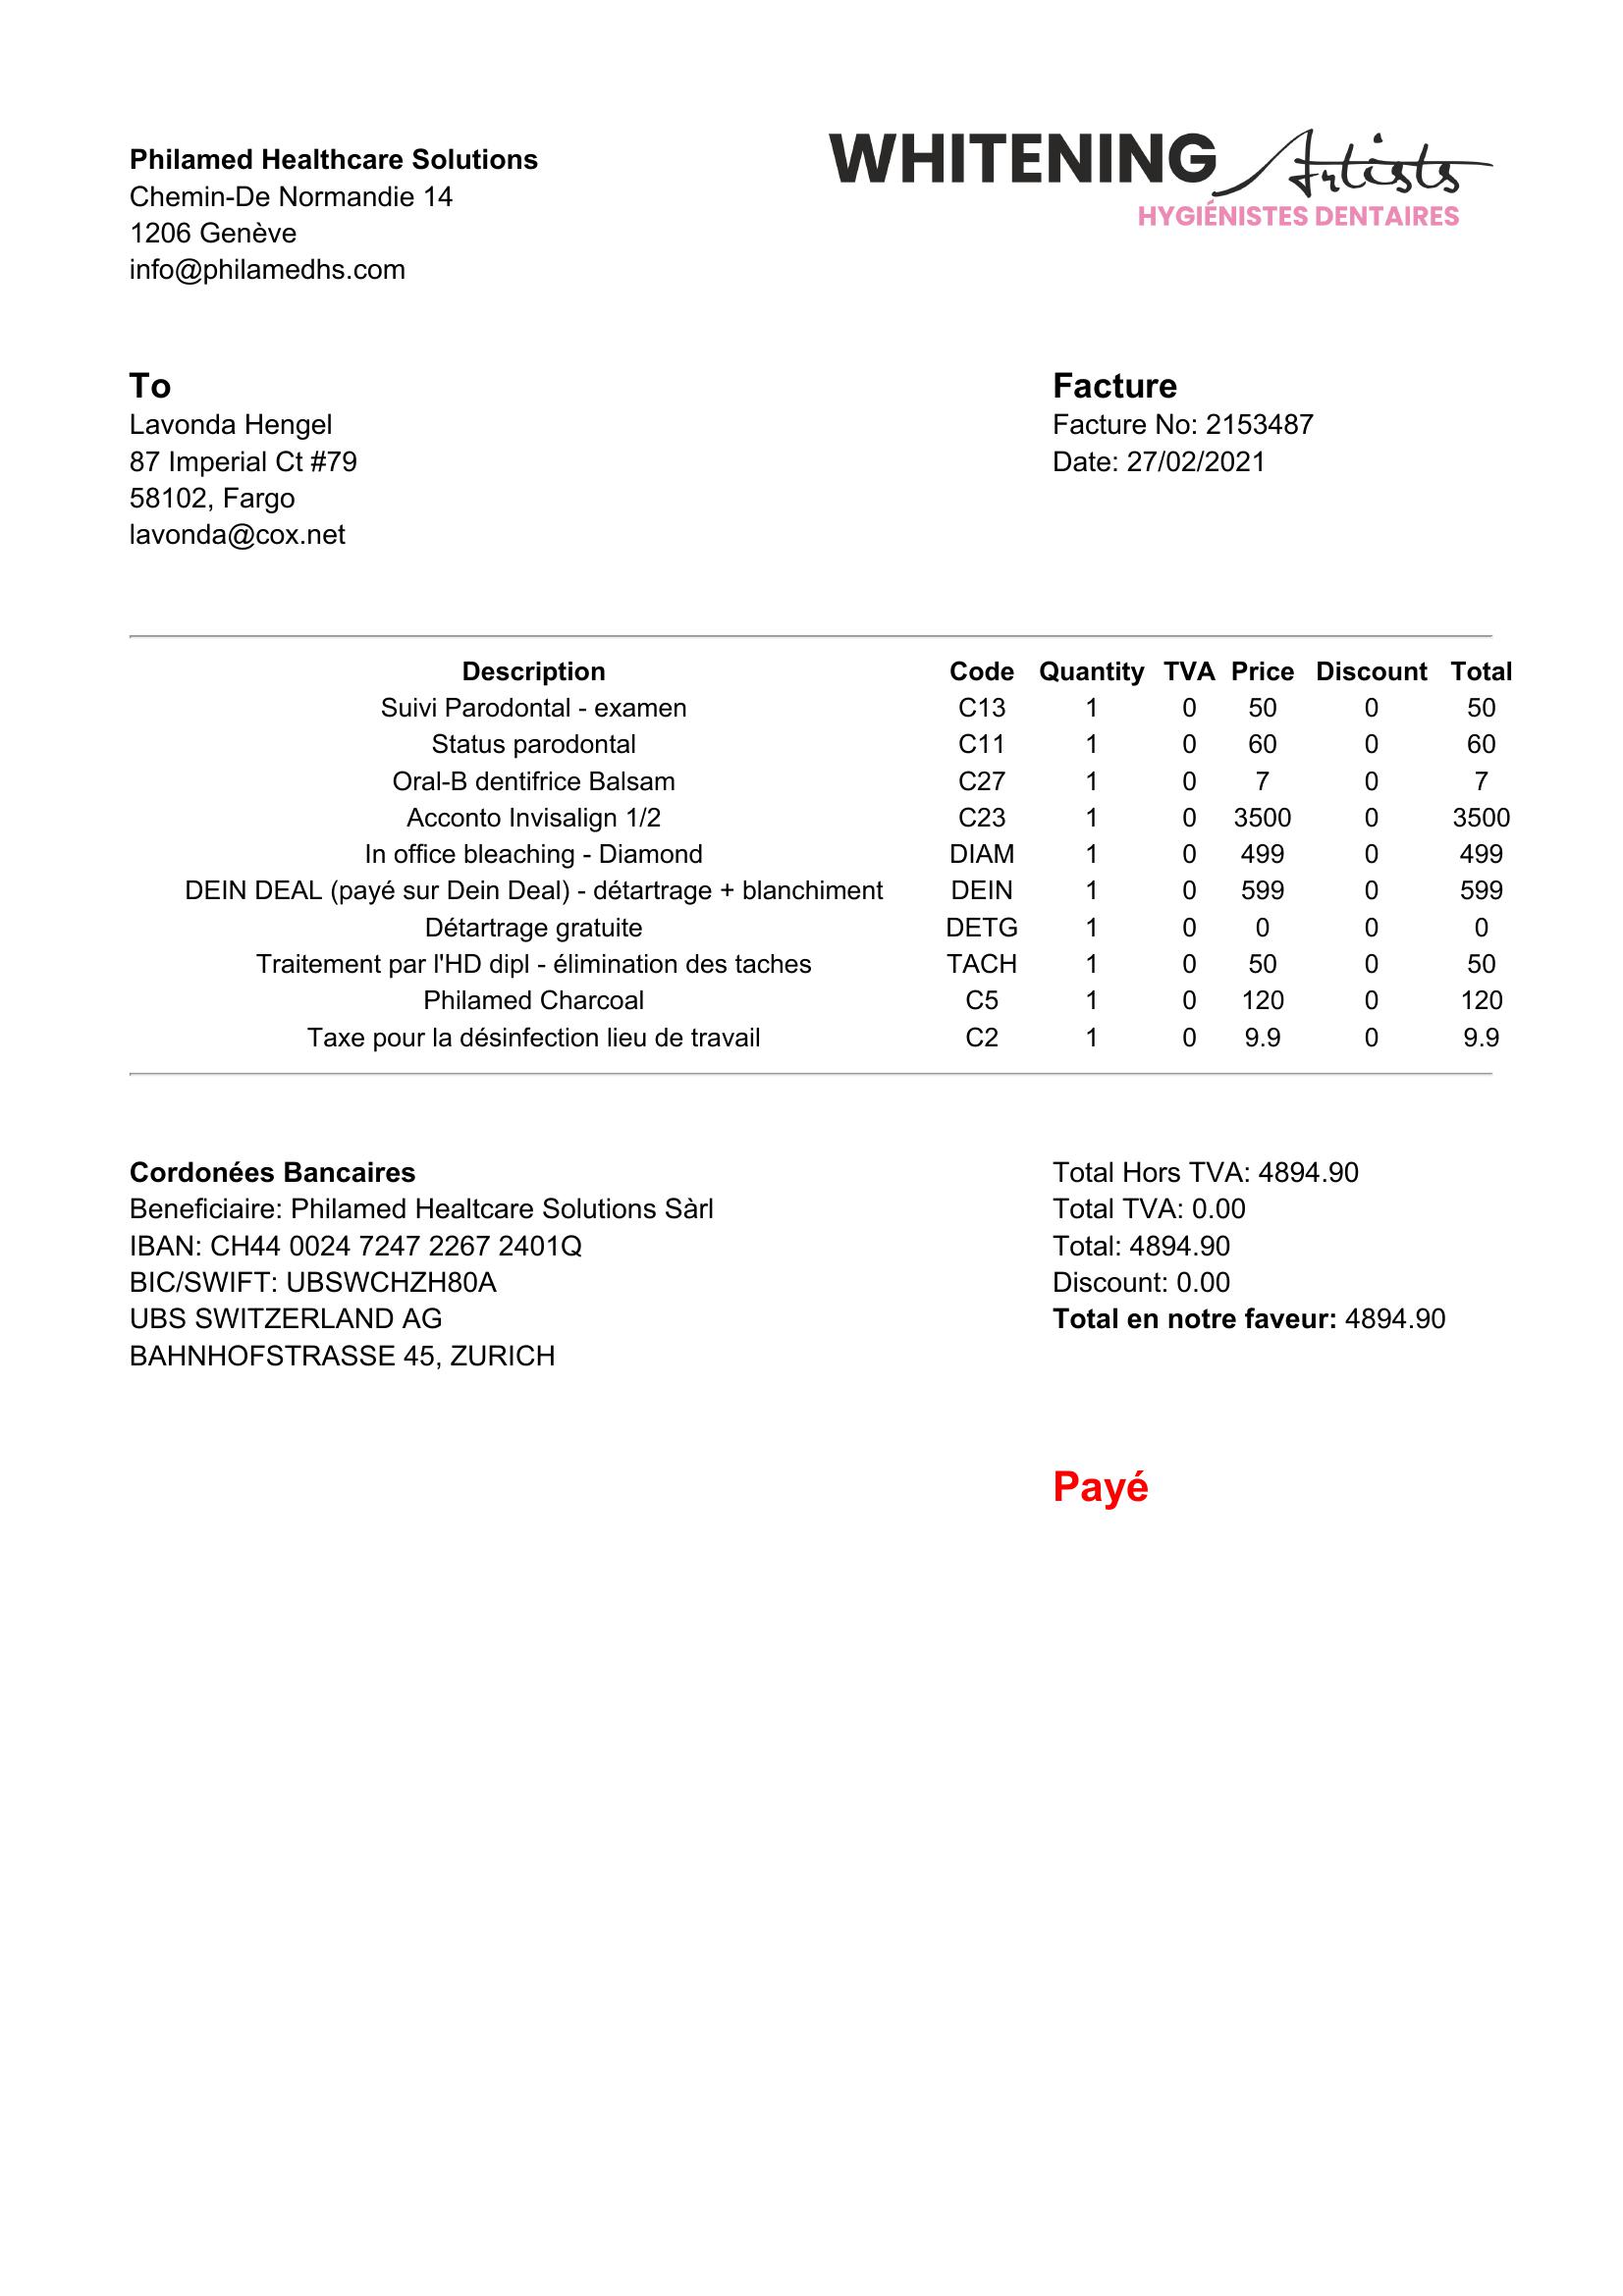 Philamed Healthcare Solutions
Chemin-De Normandie 14
1206 Genève
info@philamedhs.com
WHITENING Artists
HYGIÉNISTES DENTAIRES
To
Lavonda Hengel
87 Imperial Ct #79
58102, Fargo
lavonda@cox.net
Facture
Facture No: 2153487
Date: 27/02/2021
Description Code Quantity TVA Price Discount Total
Suivi Parodontal - examen C13 1 0 50 0 50
Status parodontal C11 1 0 60 0 60
Oral-B dentifrice Balsam C27 1 0 7 0 7
Acconto Invisalign 1/2 C23 1 0 3500 0 3500
In office bleaching - Diamond DIAM 1 0 499 0 499
DEIN DEAL (payé sur Dein Deal) - détartrage + blanchiment DEIN 1 0 599 0 599
Détartrage gratuite DETG 1 0 0 0 0
Traitement par l'HD dipl - élimination des taches TACH 1 0 50 0 50
Philamed Charcoal C5 1 0 120 0 120
Taxe pour la désinfection lieu de travail C2 1 0 9.9 0 9.9
Cordonées Bancaires
Beneficiaire: Philamed Healtcare Solutions Sàrl
IBAN: CH44 0024 7247 2267 2401Q
BIC/SWIFT: UBSWCHZH80A
UBS SWITZERLAND AG
BAHNHOFSTRASSE 45, ZURICH
Total Hors TVA: 4894.90
Total TVA: 0.00
Total: 4894.90
Discount: 0.00
Total en notre faveur: 4894.90
Payé